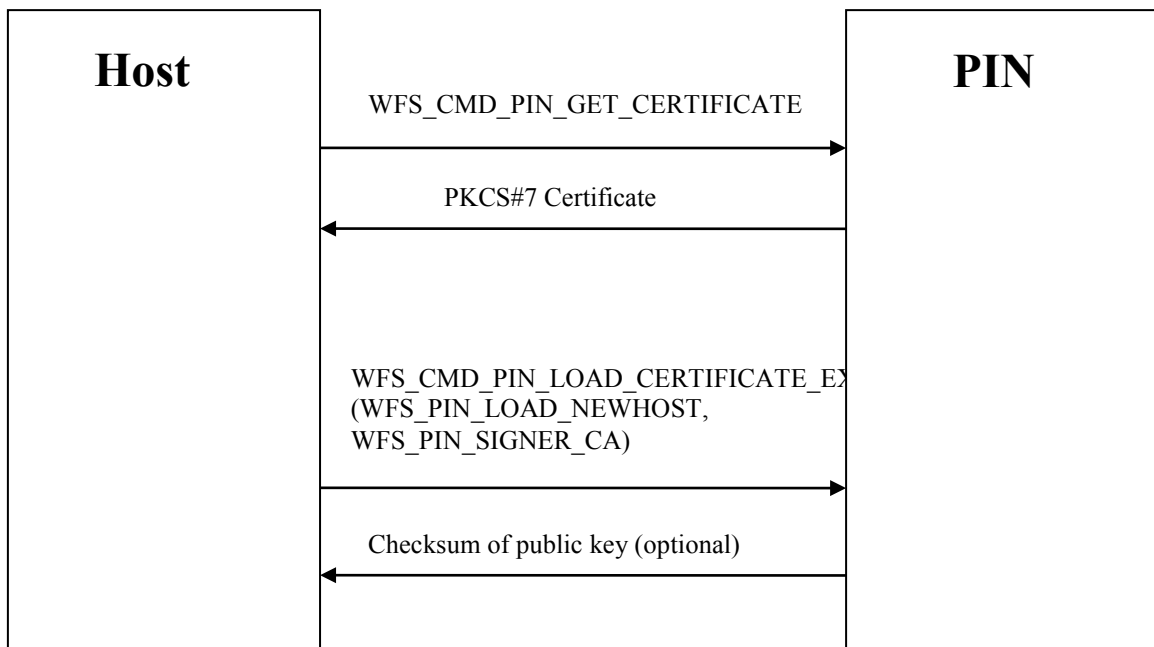 Host
PIN
WFS_CMD_PIN_GET_CERTIFICATE
PKCS#7 Certificate
WFS_CMD_PIN_LOAD_CERTIFICATE_EX
(WFS_PIN_LOAD_NEWHOST,
WFS_PIN_SIGNER_CA)
Checksum of public key (optional)